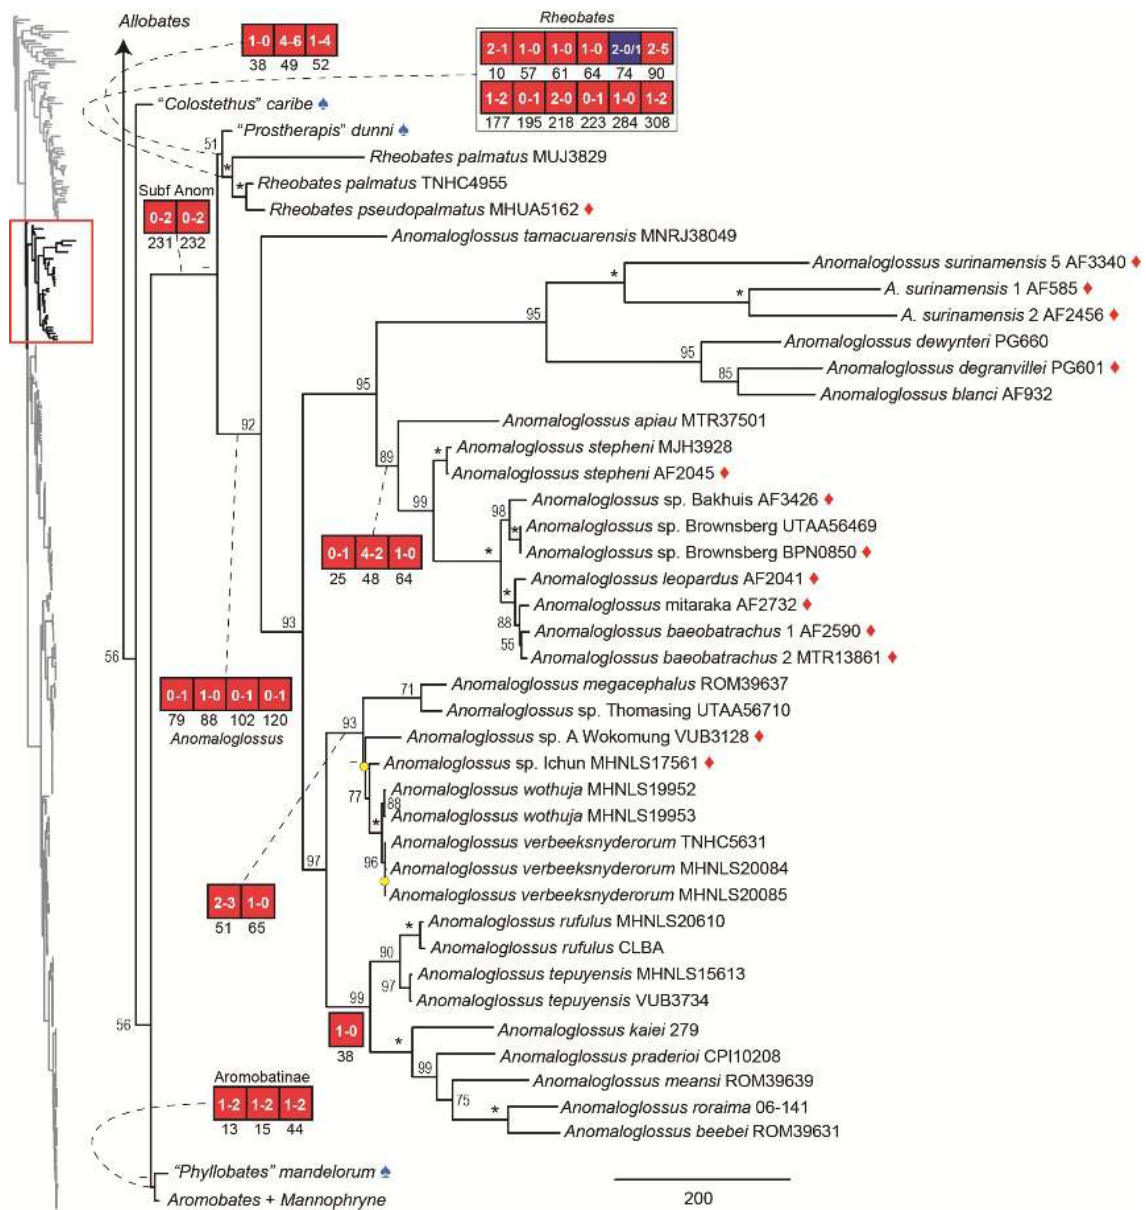 Allobates
Rheobates
1-0 4-6 1-4
38 49 52
2-1 1-0 1-0 1-0 2-0/1 2-5
10 57 61 64 74 90
1-2 0-1 2-0 0-1 1-0 1-2
177 195 218 223 284 308
"Colostethus" caribe
"Prostherapis" dunni
51
Rheobates palmatus MUJ3829
*
Rheobates palmatus TNHC4955
*
Subf Anom
Rheobates pseudopalmatus MHUA5162
0-2 0-2
231 232
Anomaloglossus tamacuarensis MNRJ38049
Anomaloglossus surinamensis 5 AF3340
*
A. surinamensis 1 AF585
*
A. surinamensis 2 AF2456
95
Anomaloglossus dewynteri PG660
95
Anomaloglossus degranvillei PG601
85
95
Anomaloglossus blanci AF932
Anomaloglossus apiau MTR37501
92
Anomaloglossus stepheni MJH3928
*
89
Anomaloglossus stepheni AF2045
Anomaloglossus sp. Bakhuis AF3426
99
98
Anomaloglossus sp. Brownsberg UTAA56469
*
0-1 4-2 1-0
25 48 64
*
Anomaloglossus sp. Brownsberg BPN0850
Anomaloglossus leopardus AF2041
*
Anomaloglossus mitaraka AF2732
88
93
Anomaloglossus baeobatrachus 1 AF2590
55
56
Anomaloglossus baeobatrachus 2 MTR13861
0-1 1-0 0-1 0-1
79 88 102 120
Anomaloglossus
Anomaloglossus megacephalus ROM39637
71
Anomaloglossus sp. Thomasing UTAA56710
93
Anomaloglossus sp. A Wokomung VUB3128
Anomaloglossus sp. Ichun MHNLS17561
Anomaloglossus wothuja MHNLS19952
77
88
Anomaloglossus wothuja MHNLS19953
*
Anomaloglossus verbeeksnyderorum TNHC5631
97
96
Anomaloglossus verbeeksnyderorum MHNLS20084
2-3 1-0
51 65
Anomaloglossus verbeeksnyderorum MHNLS20085
Anomaloglossus rufulus MHNLS20610
*
Anomaloglossus rufulus CLBA
90
Anomaloglossus tepuyensis MHNLS15613
97
Anomaloglossus tepuyensis VUB3734
99
1-0
38
56
Anomaloglossus kaiei 279
*
Anomaloglossus praderioi CPI10208
99
Anomaloglossus meansi ROM39639
75
Anomaloglossus roraima 06-141
*
Anomaloglossus beebei ROM39631
Aromobatinae
1-2 1-2 1-2
13 15 44
"Phyllobates" mandelorum
Aromobates + Mannophryne
200